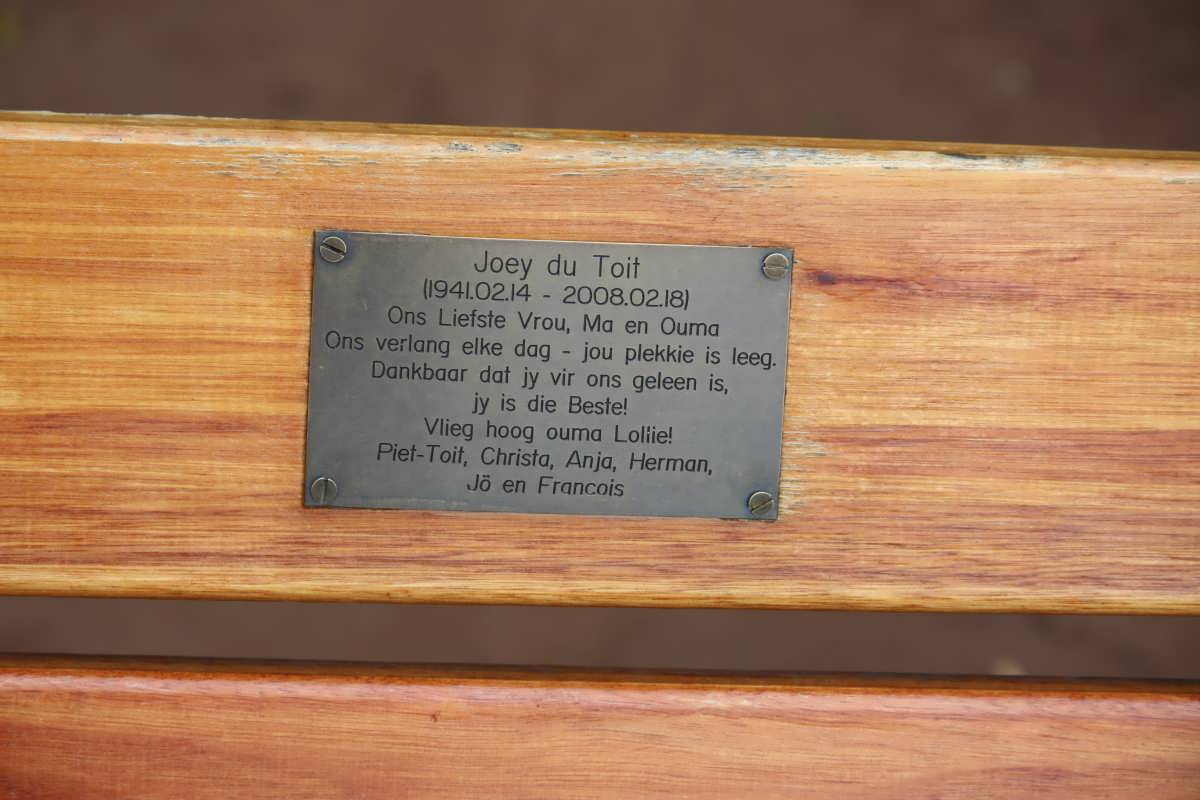 Joey du Toit
(1941.02.14 - 2008.02.18)
Ons Liefste Vrou, Ma en Ouma
Ons verlang elke dag - jou plekkie is leeg.
Dankbaar dat jy vir ons geleen is,
jy is die Beste!
Vlieg hoog ouma Lollie!
Piet-Toit, Christa, Anja, Herman,
Jö en Francois